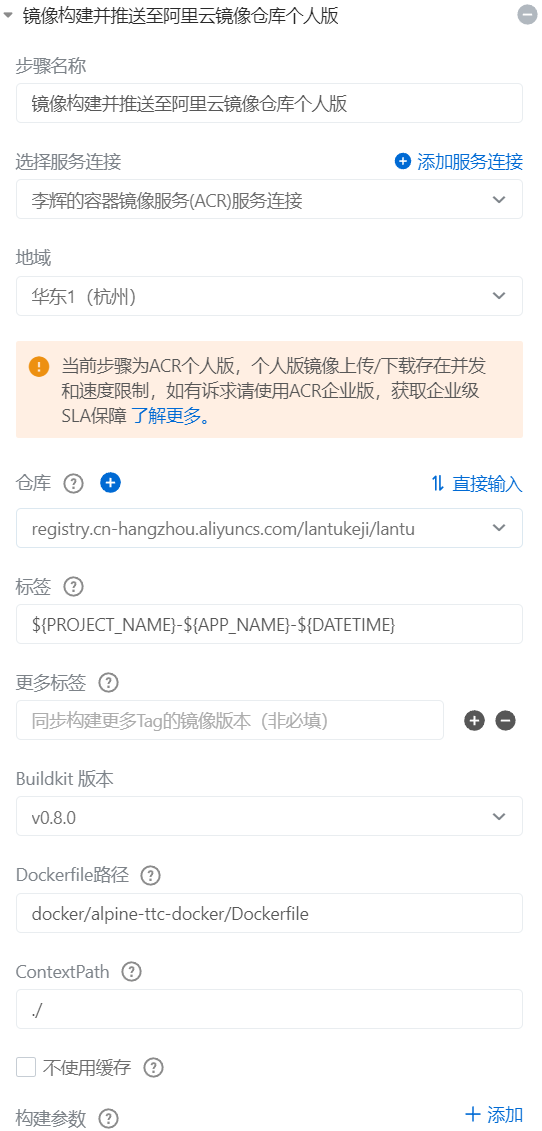 镜像构建并推送至阿里云镜像仓库个人版
步骤名称
镜像构建并推送至阿里云镜像仓库个人版
选择服务连接
添加服务连接
李辉的容器镜像服务(ACR)服务连接
地域
华东1（杭州）
当前步骤为ACR个人版，个人版镜像上传/下载存在并发
和速度限制，如有诉求请使用ACR企业版，获取企业级
SLA保障 了解更多。
仓库
直接输入
registry.cn-hangzhou.aliyuncs.com/lantukeji/lantu
标签
${PROJECT_NAME}-${APP_NAME}-${DATETIME}
更多标签
同步构建更多Tag的镜像版本（非必填）
Buildkit 版本
v0.8.0
Dockerfile路径
docker/alpine-ttc-docker/Dockerfile
ContextPath
./
不使用缓存
构建参数
添加